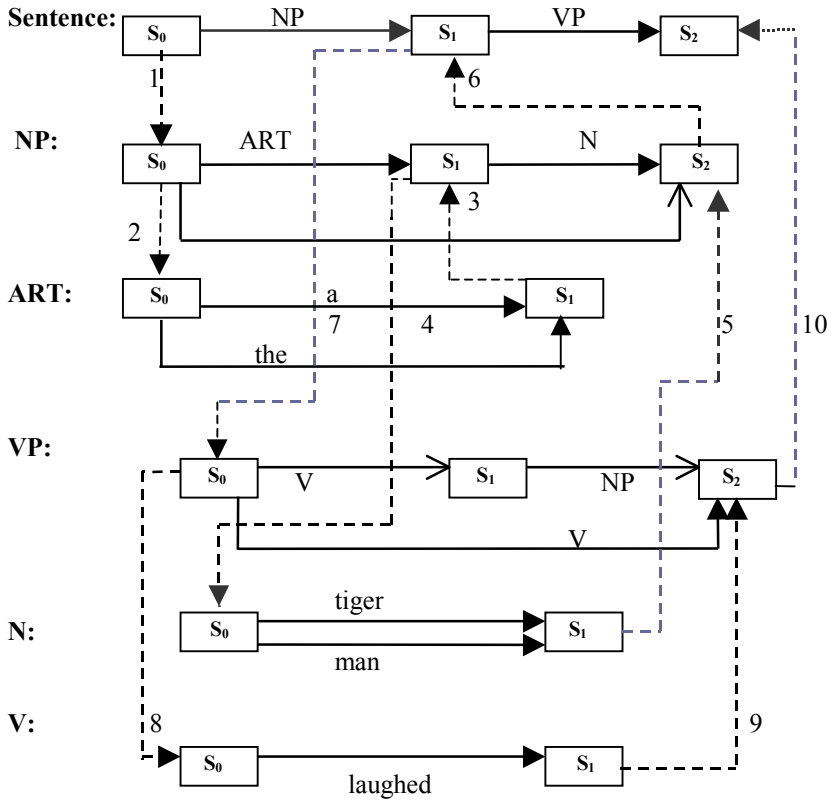 Sentence: S₀ NP S₁ VP S₂
1 6
NP: S₀ ART S₁ N S₂
2 3
ART: S₀ a S₁
7 4 5 10
the
VP: S₀ V S₁ NP S₂
V
tiger
N: S₀ S₁
man
V: 8 9
S₀ S₁
laughed